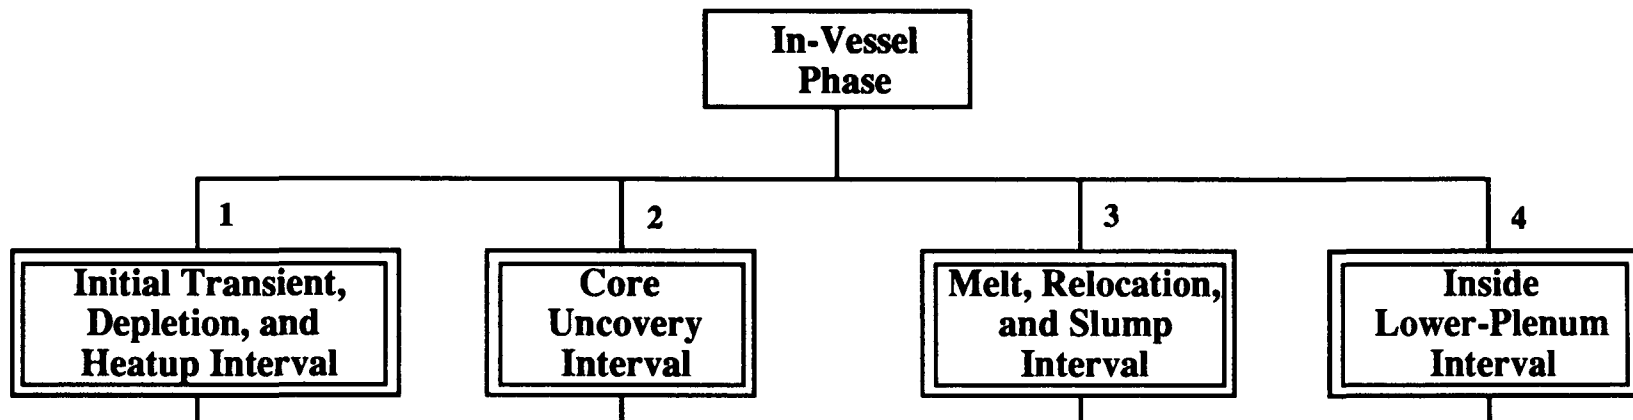 In-Vessel
Phase
1
2
3
4
Initial Transient,
Depletion, and
Heatup Interval
Core
Uncovery
Interval
Melt, Relocation,
and Slump
Interval
Inside
Lower-Plenum
Interval